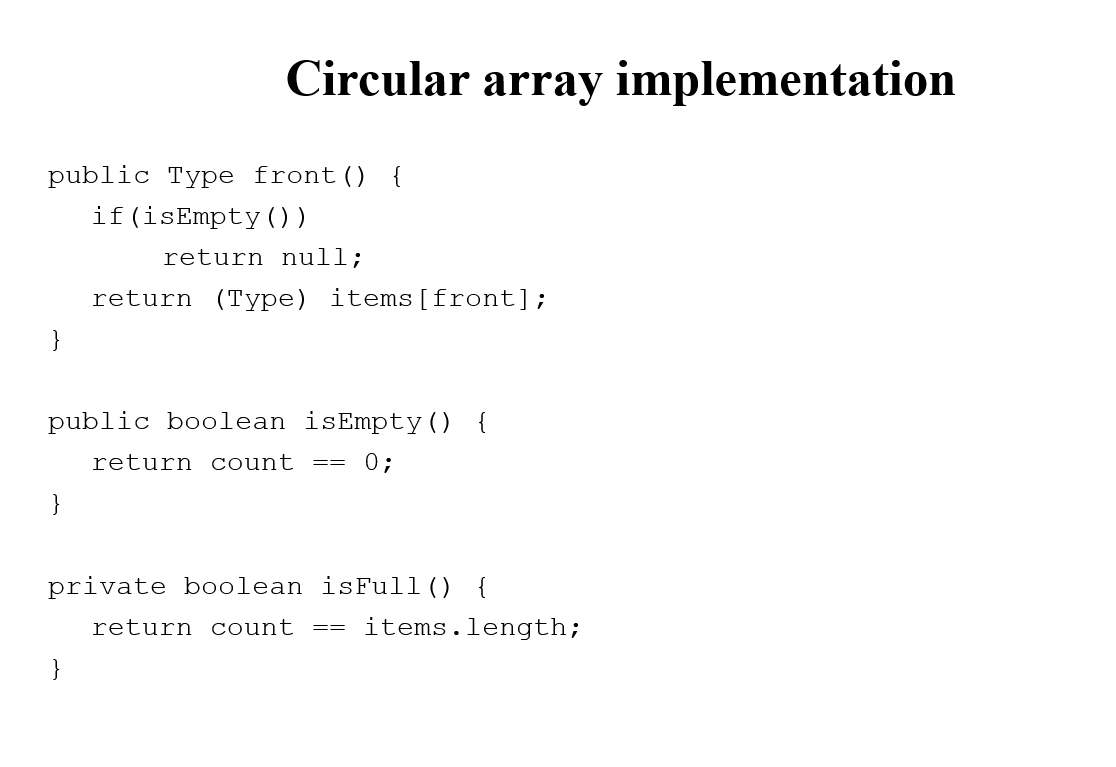 Circular array implementation
public Type front() {
if(isEmpty())
return null;
return (Type) items[front];
}
public boolean isEmpty() {
return count == 0;
}
private boolean isFull() {
return count == items.length;
}